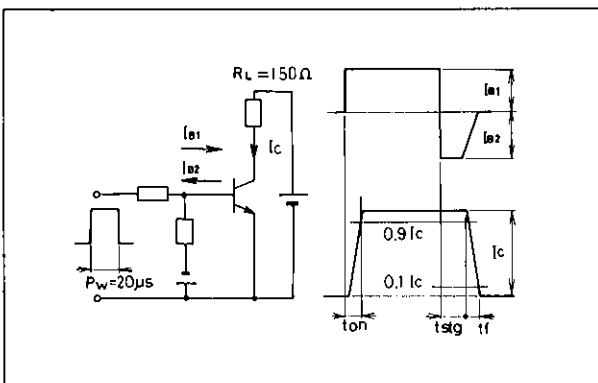 RL=150Ω
IB1
IB2
IC
PW=20μs
IB1
IB2
0.9 IC
IC
0.1 IC
ton
tstg
tf